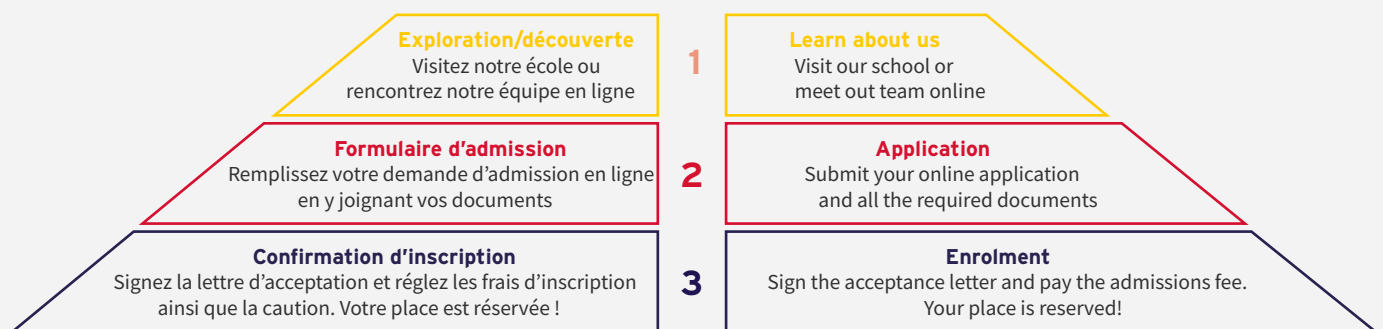 Exploration/découverte
Visitez notre école ou
rencontrez notre équipe en ligne
1
Learn about us
Visit our school or
meet out team online
Formulaire d'admission
Remplissez votre demande d'admission en ligne
en y joignant vos documents
2
Application
Submit your online application
and all the required documents
Confirmation d'inscription
Signez la lettre d'acceptation et réglez les frais d'inscription
ainsi que la caution. Votre place est réservée !
3
Enrolment
Sign the acceptance letter and pay the admissions fee.
Your place is reserved!